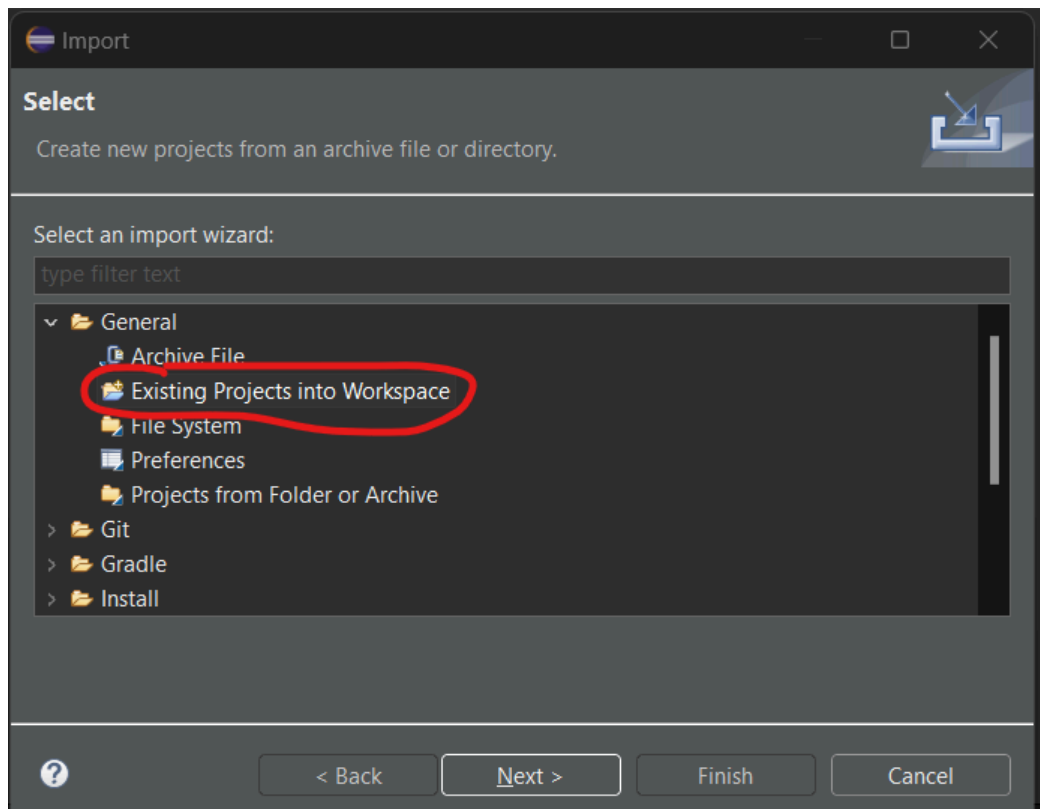 Import
Select
Create new projects from an archive file or directory.
Select an import wizard:
type filter text
General
Archive File
Existing Projects into Workspace
File System
Preferences
Projects from Folder or Archive
Git
Gradle
Install
?
< Back
Next >
Finish
Cancel